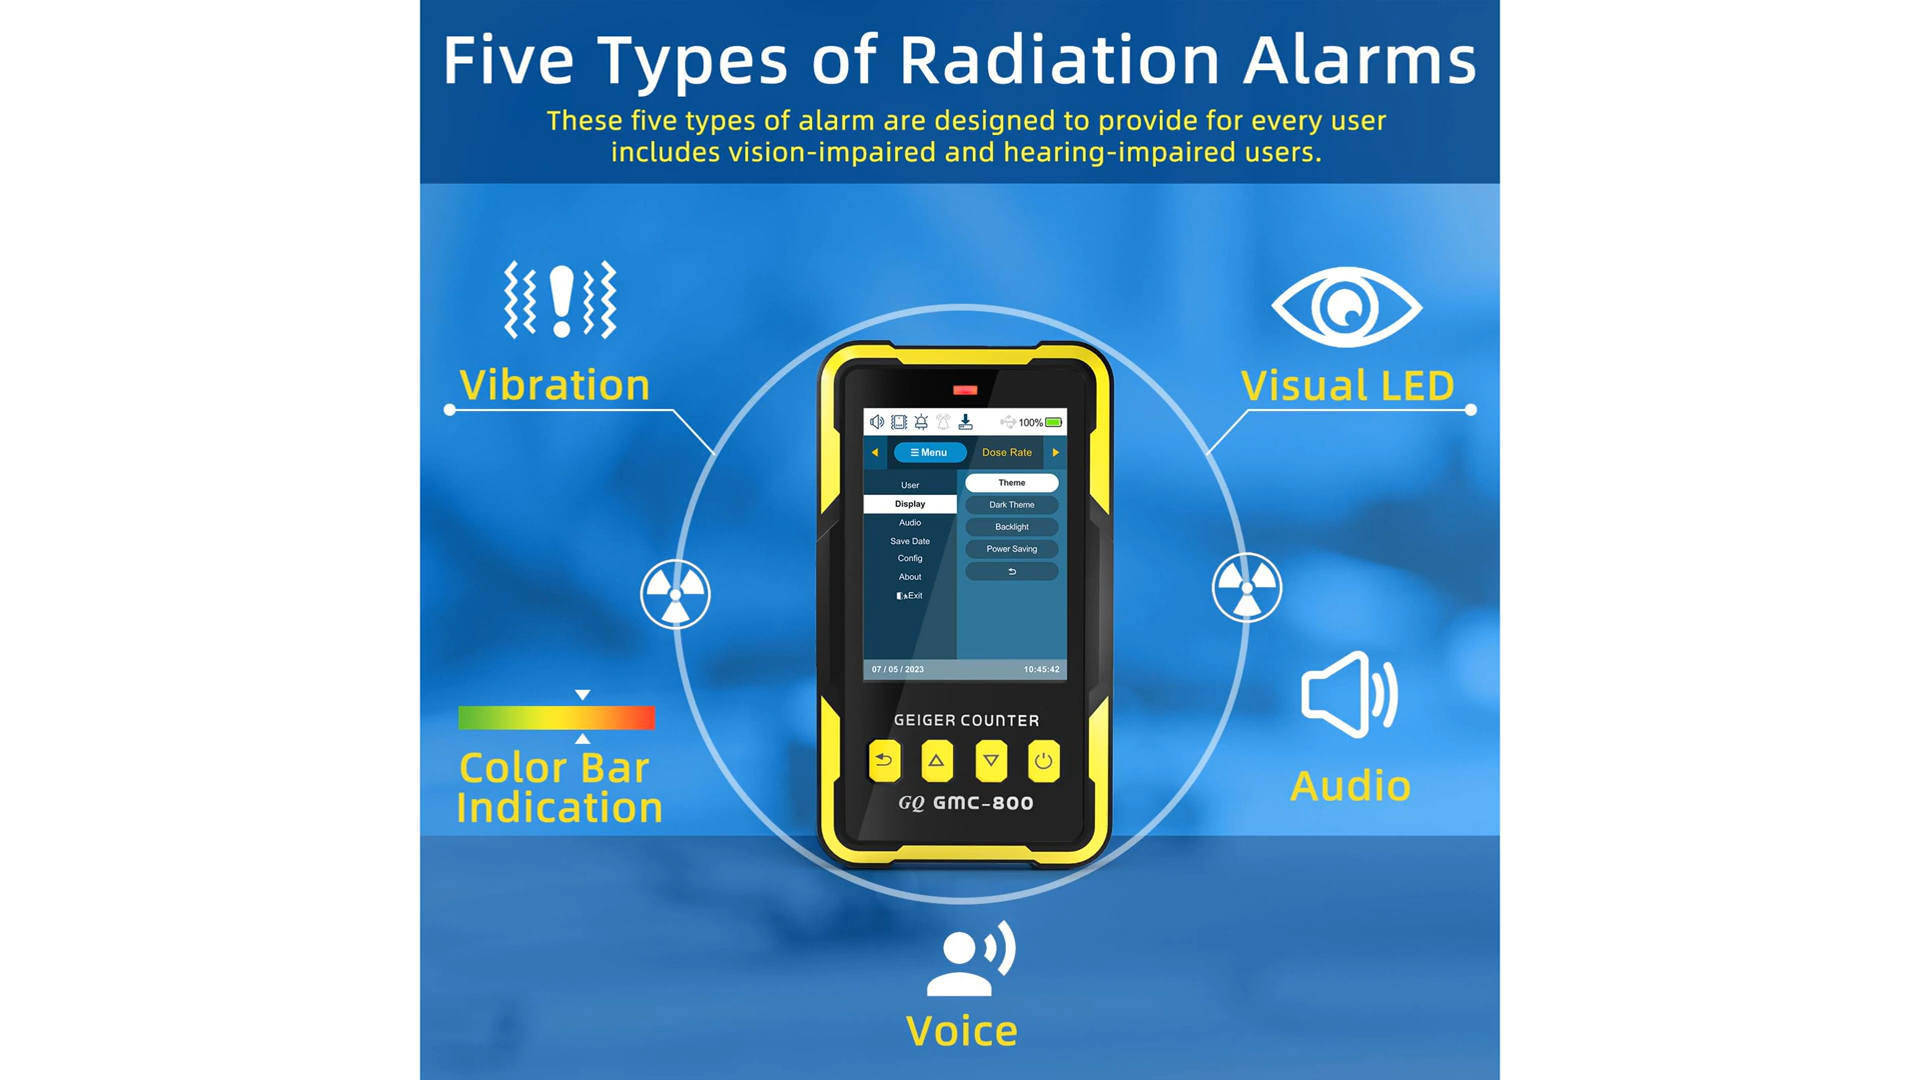 Five Types of Radiation Alarms
These five types of alarm are designed to provide for every user
includes vision-impaired and hearing-impaired users.
Vibration
Visual LED
100%
Menu
Dose Rate
User
Display
Audio
Save Date
Config
About
Exit
Theme
Dark Theme
Backlight
Power Saving
07 / 05 / 2023
10:45:42
GEIGER COUNTER
GQ GMC-800
Color Bar
Indication
Audio
Voice